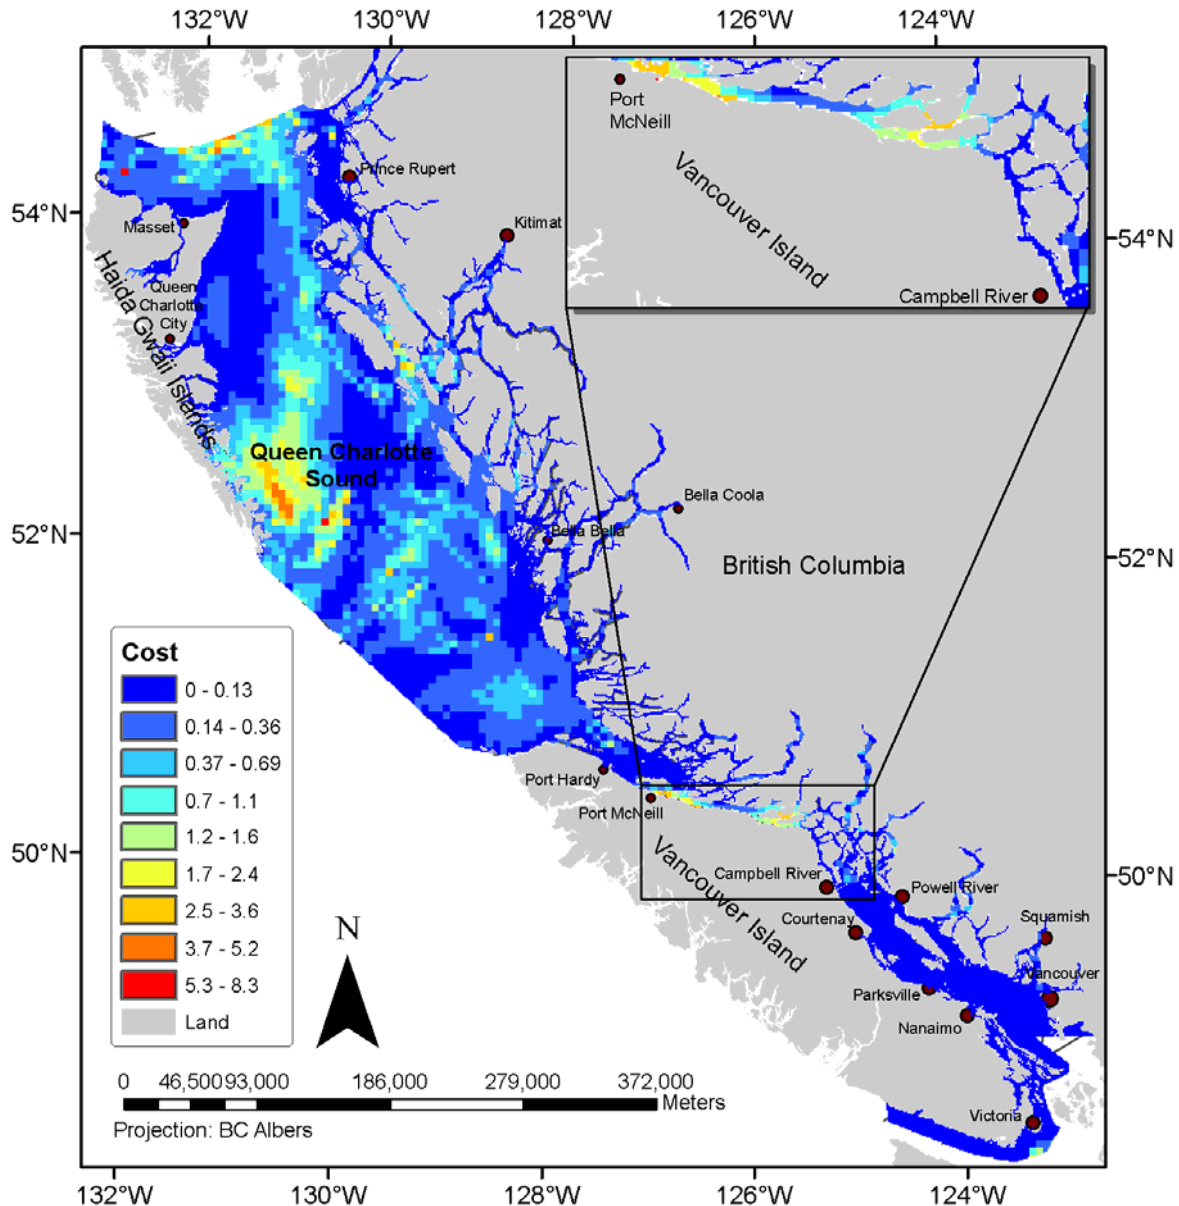 132°W 130°W 128°W 126°W 124°W
Port
McNeill
Vancouver Island
Campbell River
54°N
54°N
Prince Rupert
Masset
Kitimat
Haida Gwaii Islands
Queen
Charlotte
City
Queen Charlotte
Sound
Bella Coola
52°N
Bella Bella
52°N
British Columbia
Cost
0 - 0.13
0.14 - 0.36
0.37 - 0.69
0.7 - 1.1
1.2 - 1.6
1.7 - 2.4
2.5 - 3.6
3.7 - 5.2
5.3 - 8.3
Land
Port Hardy
Port McNeill
50°N
Vancouver Island
Campbell River
50°N
Powell River
Courtenay
Squamish
Vancouver
Parksville
Nanaimo
Victoria
N
0 46,500 93,000 186,000 279,000 372,000
Meters
Projection: BC Albers
132°W 130°W 128°W 126°W 124°W